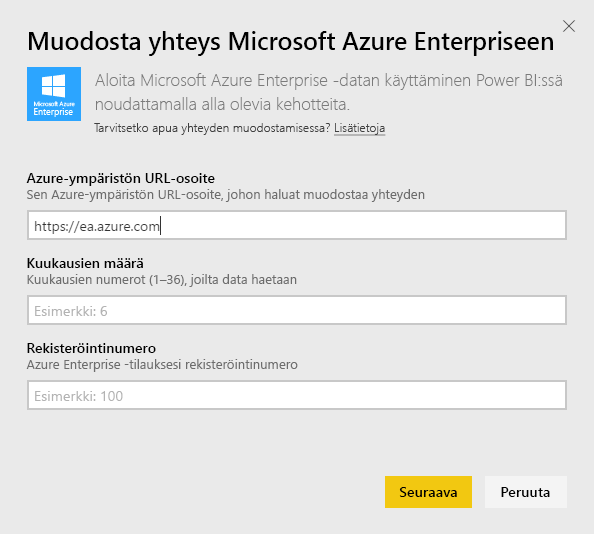 Muodosta yhteys Microsoft Azure Enterpriseen
Microsoft Azure
Enterprise
Aloita Microsoft Azure Enterprise -datan käyttäminen Power BI:ssä
noudattamalla alla olevia kehotteita.
Tarvitsetko apua yhteyden muodostamisessa? Lisätietoja
Azure-ympäristön URL-osoite
Sen Azure-ympäristön URL-osoite, johon haluat muodostaa yhteyden
https://ea.azure.com
Kuukausien määrä
Kuukausien numerot (1–36), joilta data haetaan
Esimerkki: 6
Rekisteröintinumero
Azure Enterprise -tilauksesi rekisteröintinumero
Esimerkki: 100
Seuraava
Peruuta